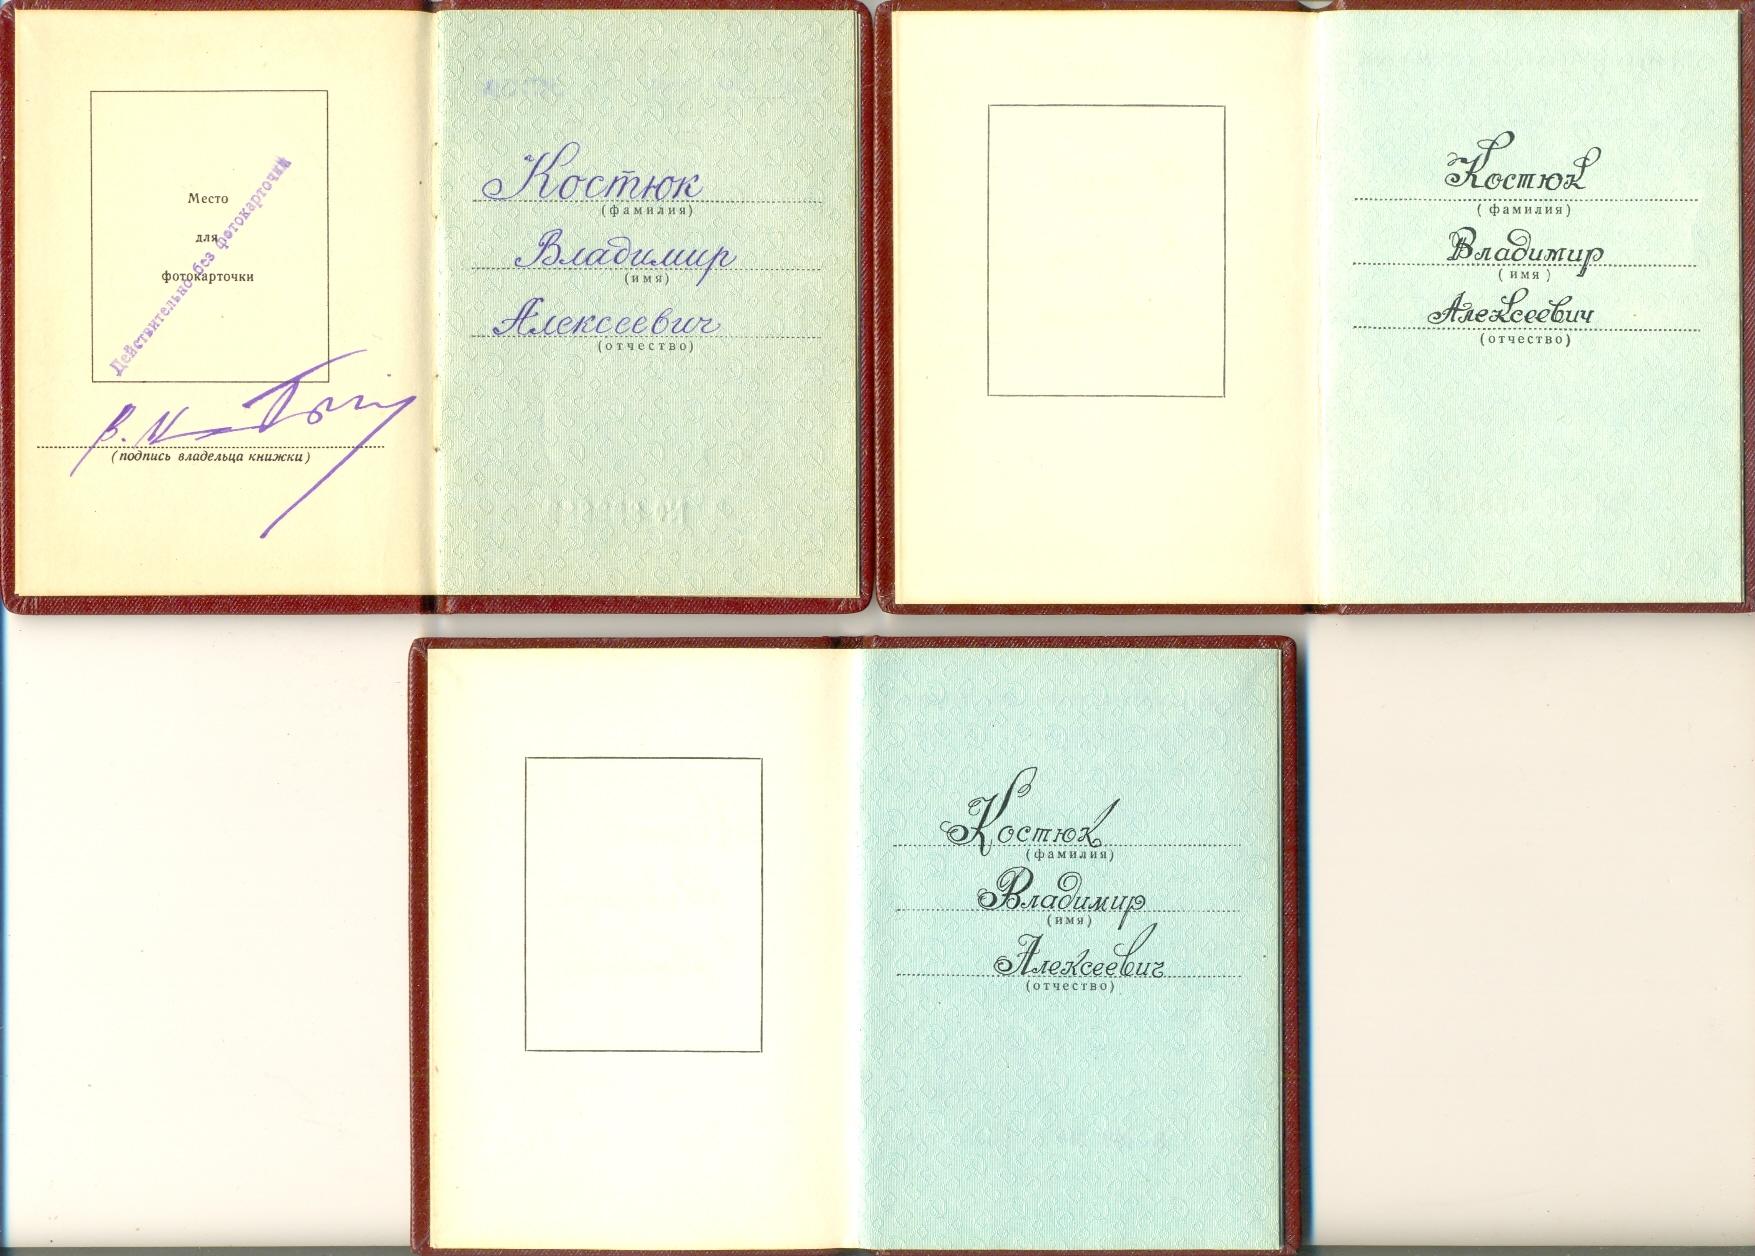 Место
для
фотокарточки
Действительно без фотокарточки
(подпись владельца книжки)
Костюк
(фамилия)
Владимир
(имя)
Алексеевич
(отчество)
Костюк
(фамилия)
Владимир
(имя)
Алексеевич
(отчество)
Костюк
(фамилия)
Владимир
(имя)
Алексеевич
(отчество)